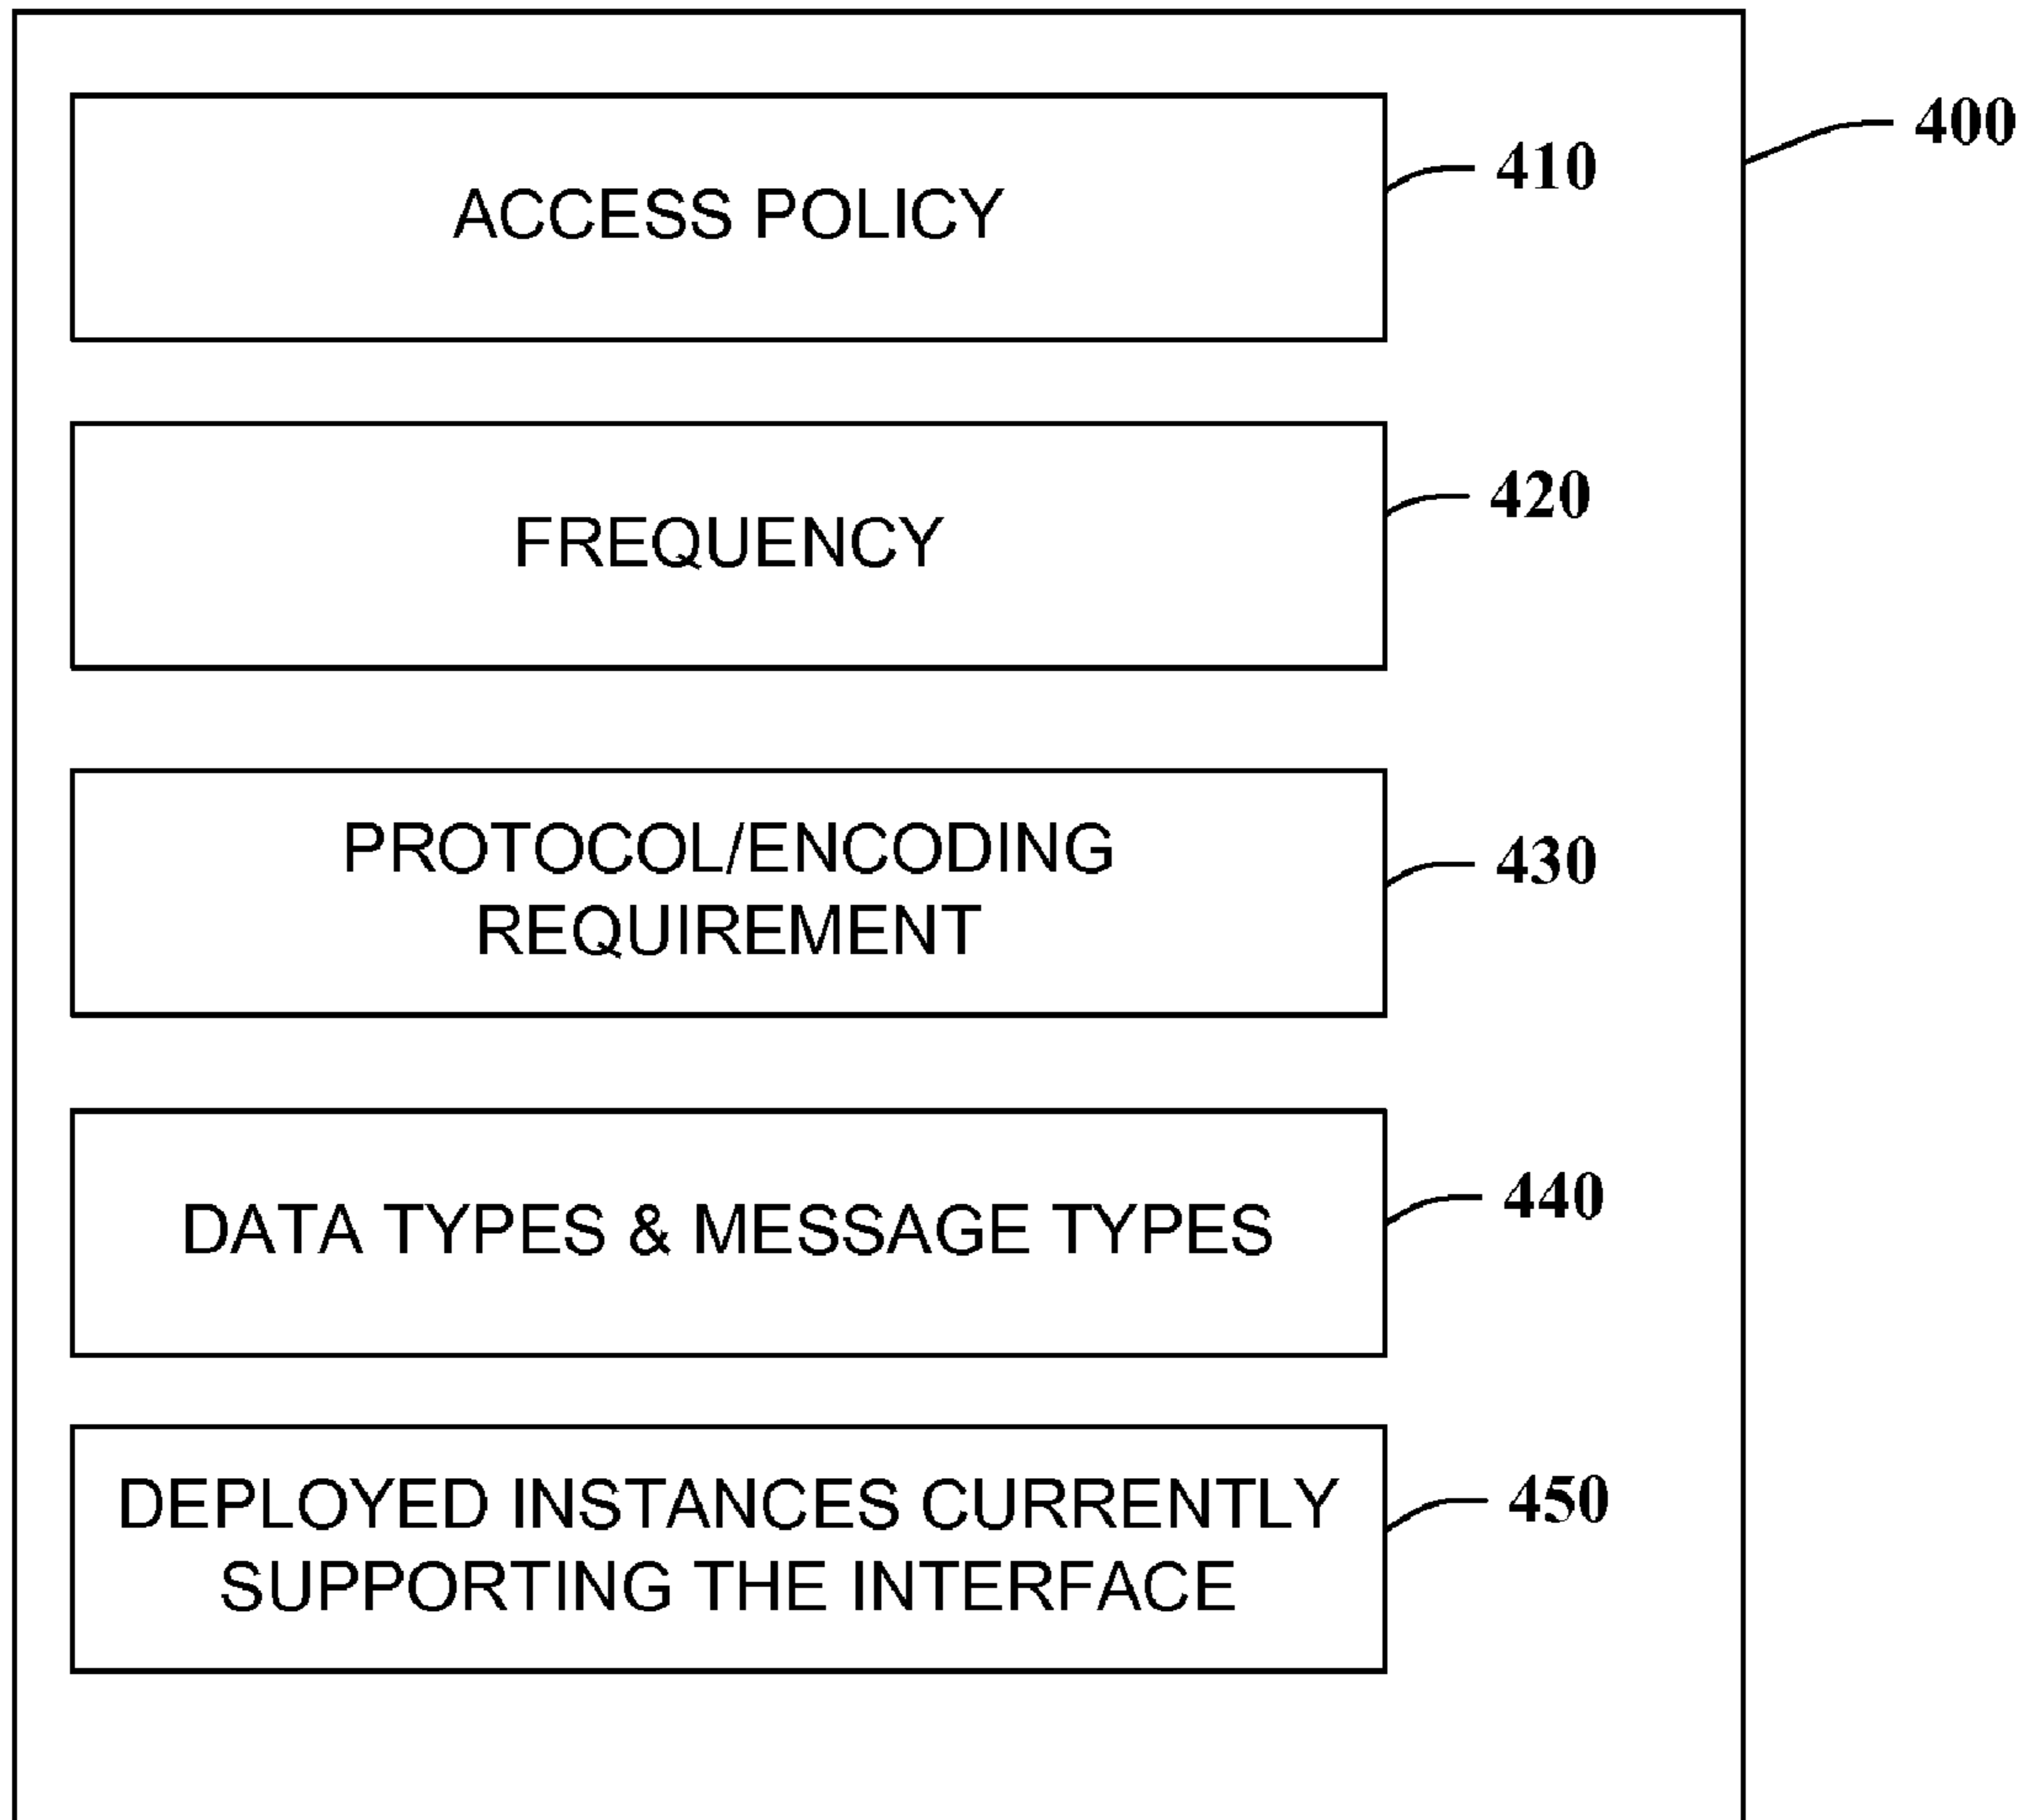 400
ACCESS POLICY
410
FREQUENCY
420
PROTOCOL/ENCODING
REQUIREMENT
430
DATA TYPES & MESSAGE TYPES
440
DEPLOYED INSTANCES CURRENTLY
SUPPORTING THE INTERFACE
450